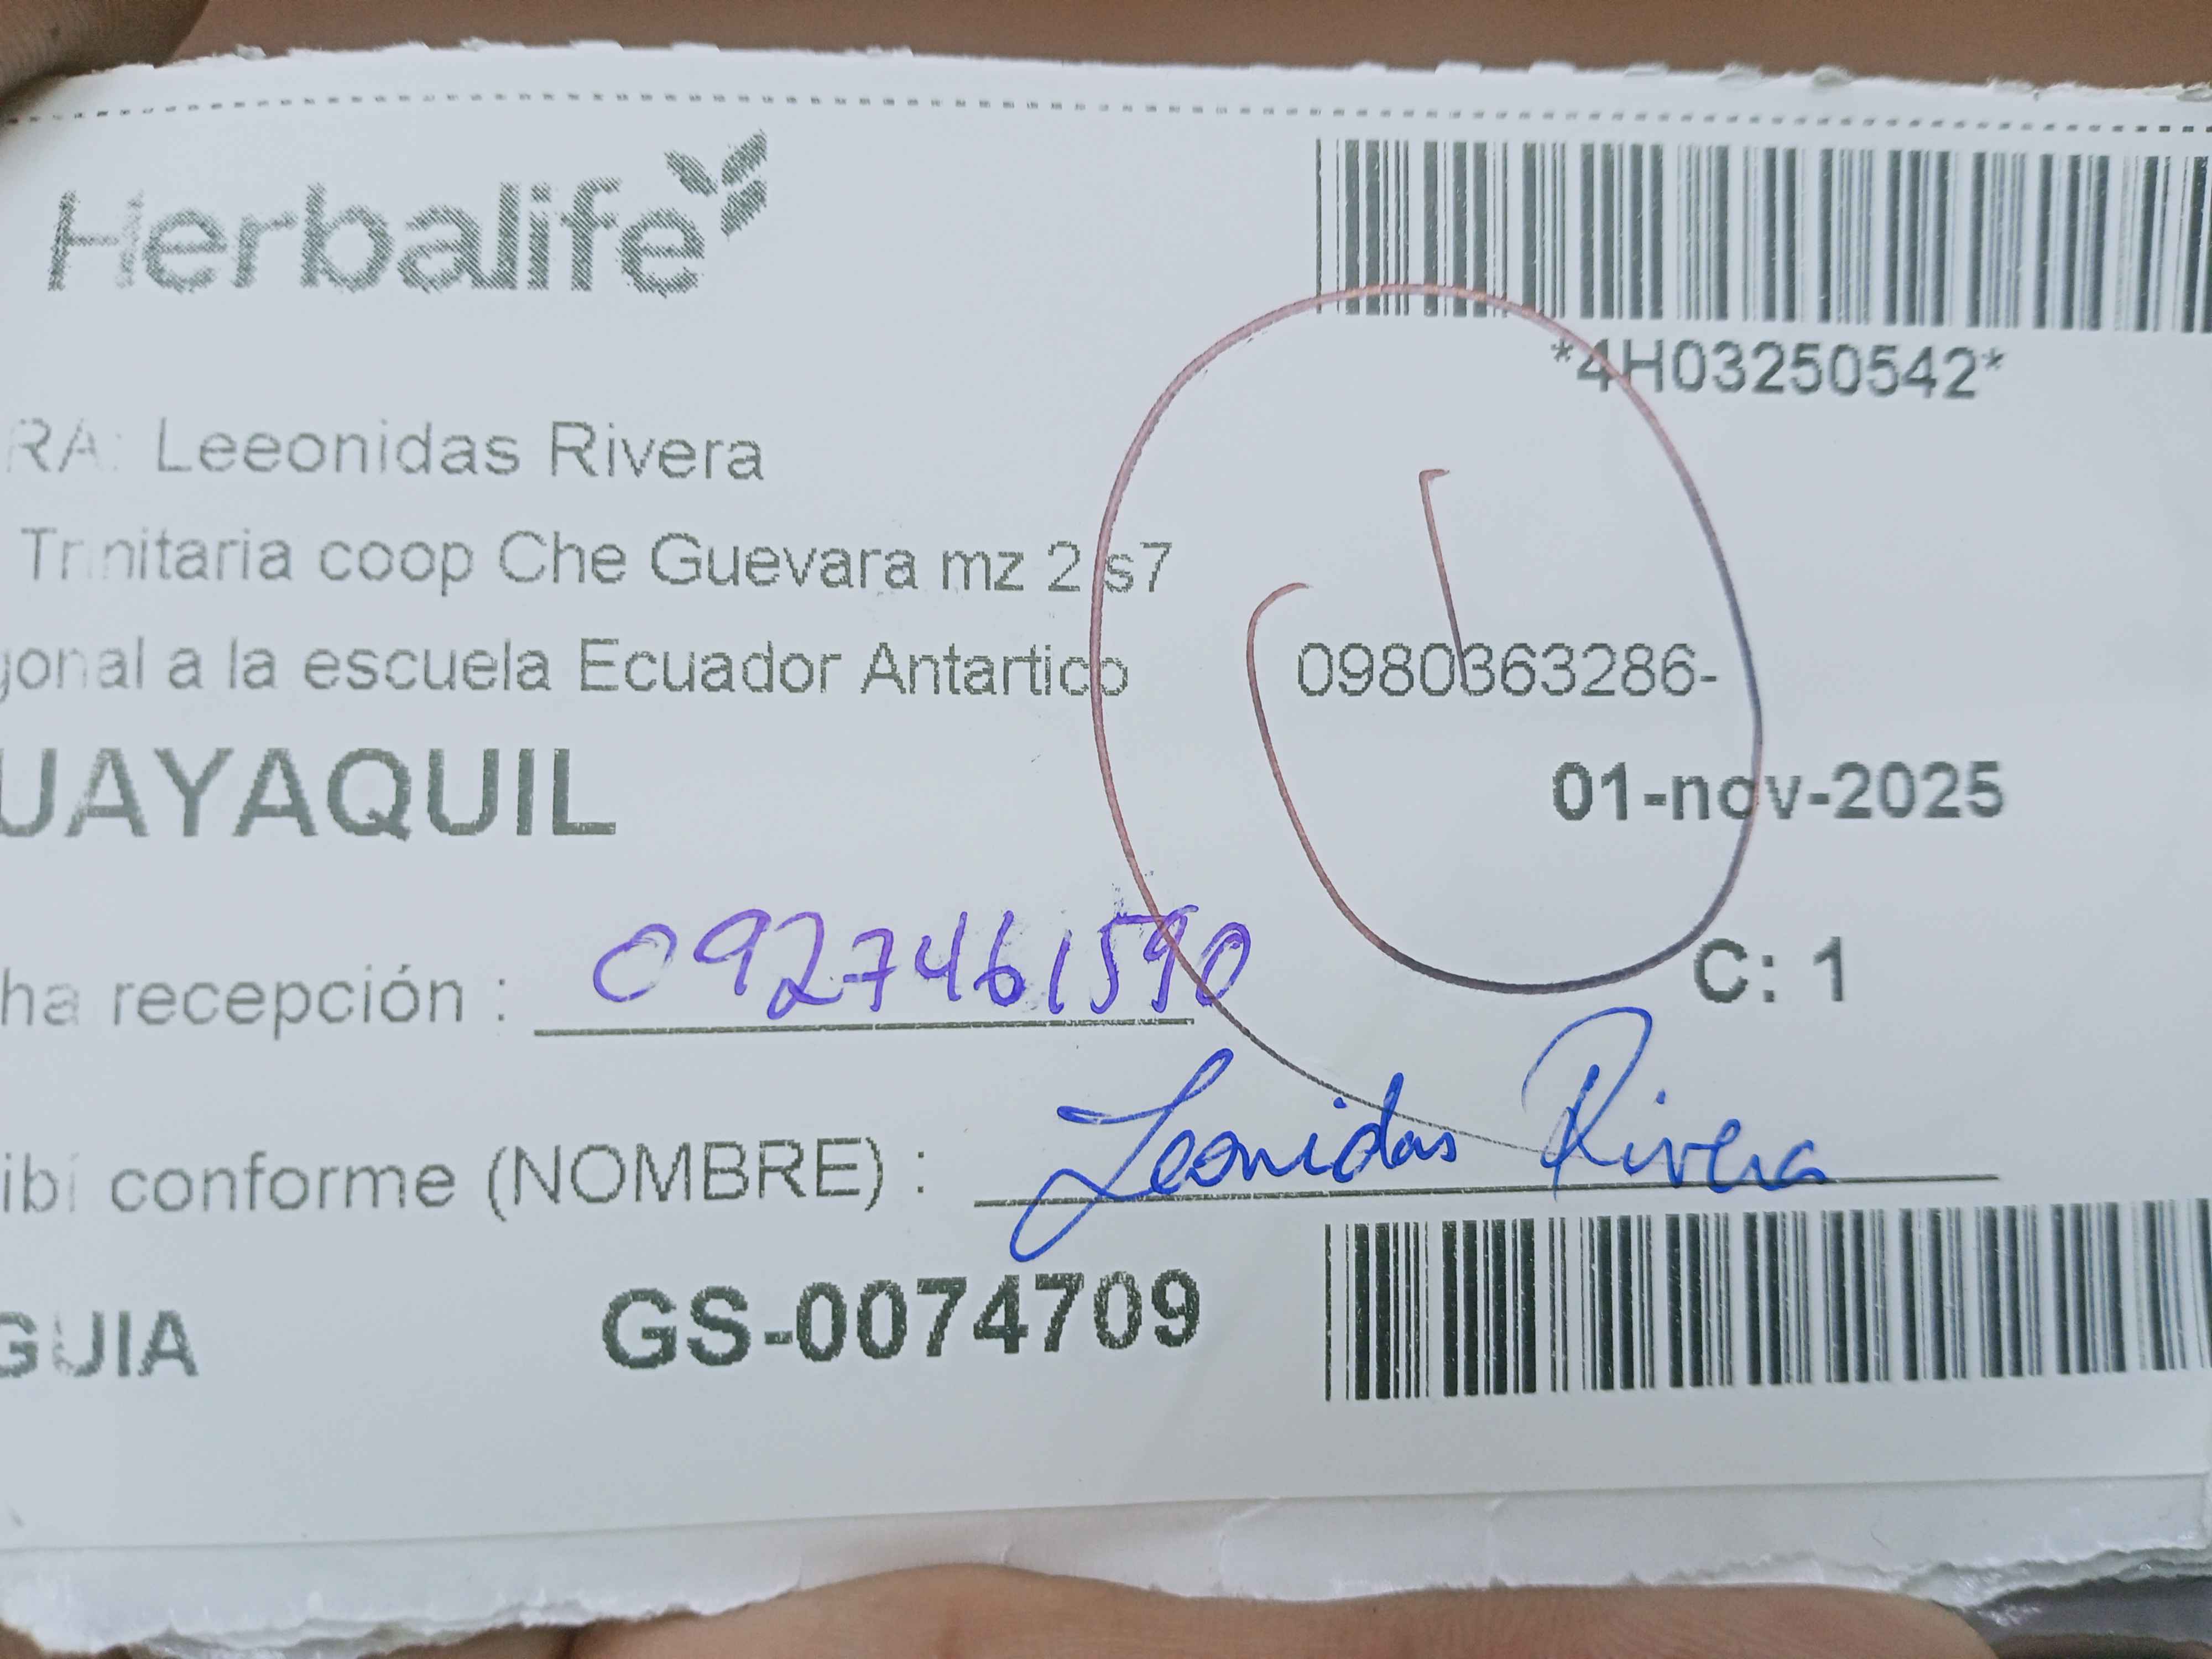 Herbalife
*4H03250542*
RA: Leeonidas Rivera
Trinitaria coop Che Guevara mz 2 s7
gonal a la escuela Ecuador Antartico 0980363286-
UAYAQUIL 01-nov-2025
ha recepción : 0927461590 C: 1
ibí conforme (NOMBRE) : Leonidas Rivera
GUIA GS-0074709